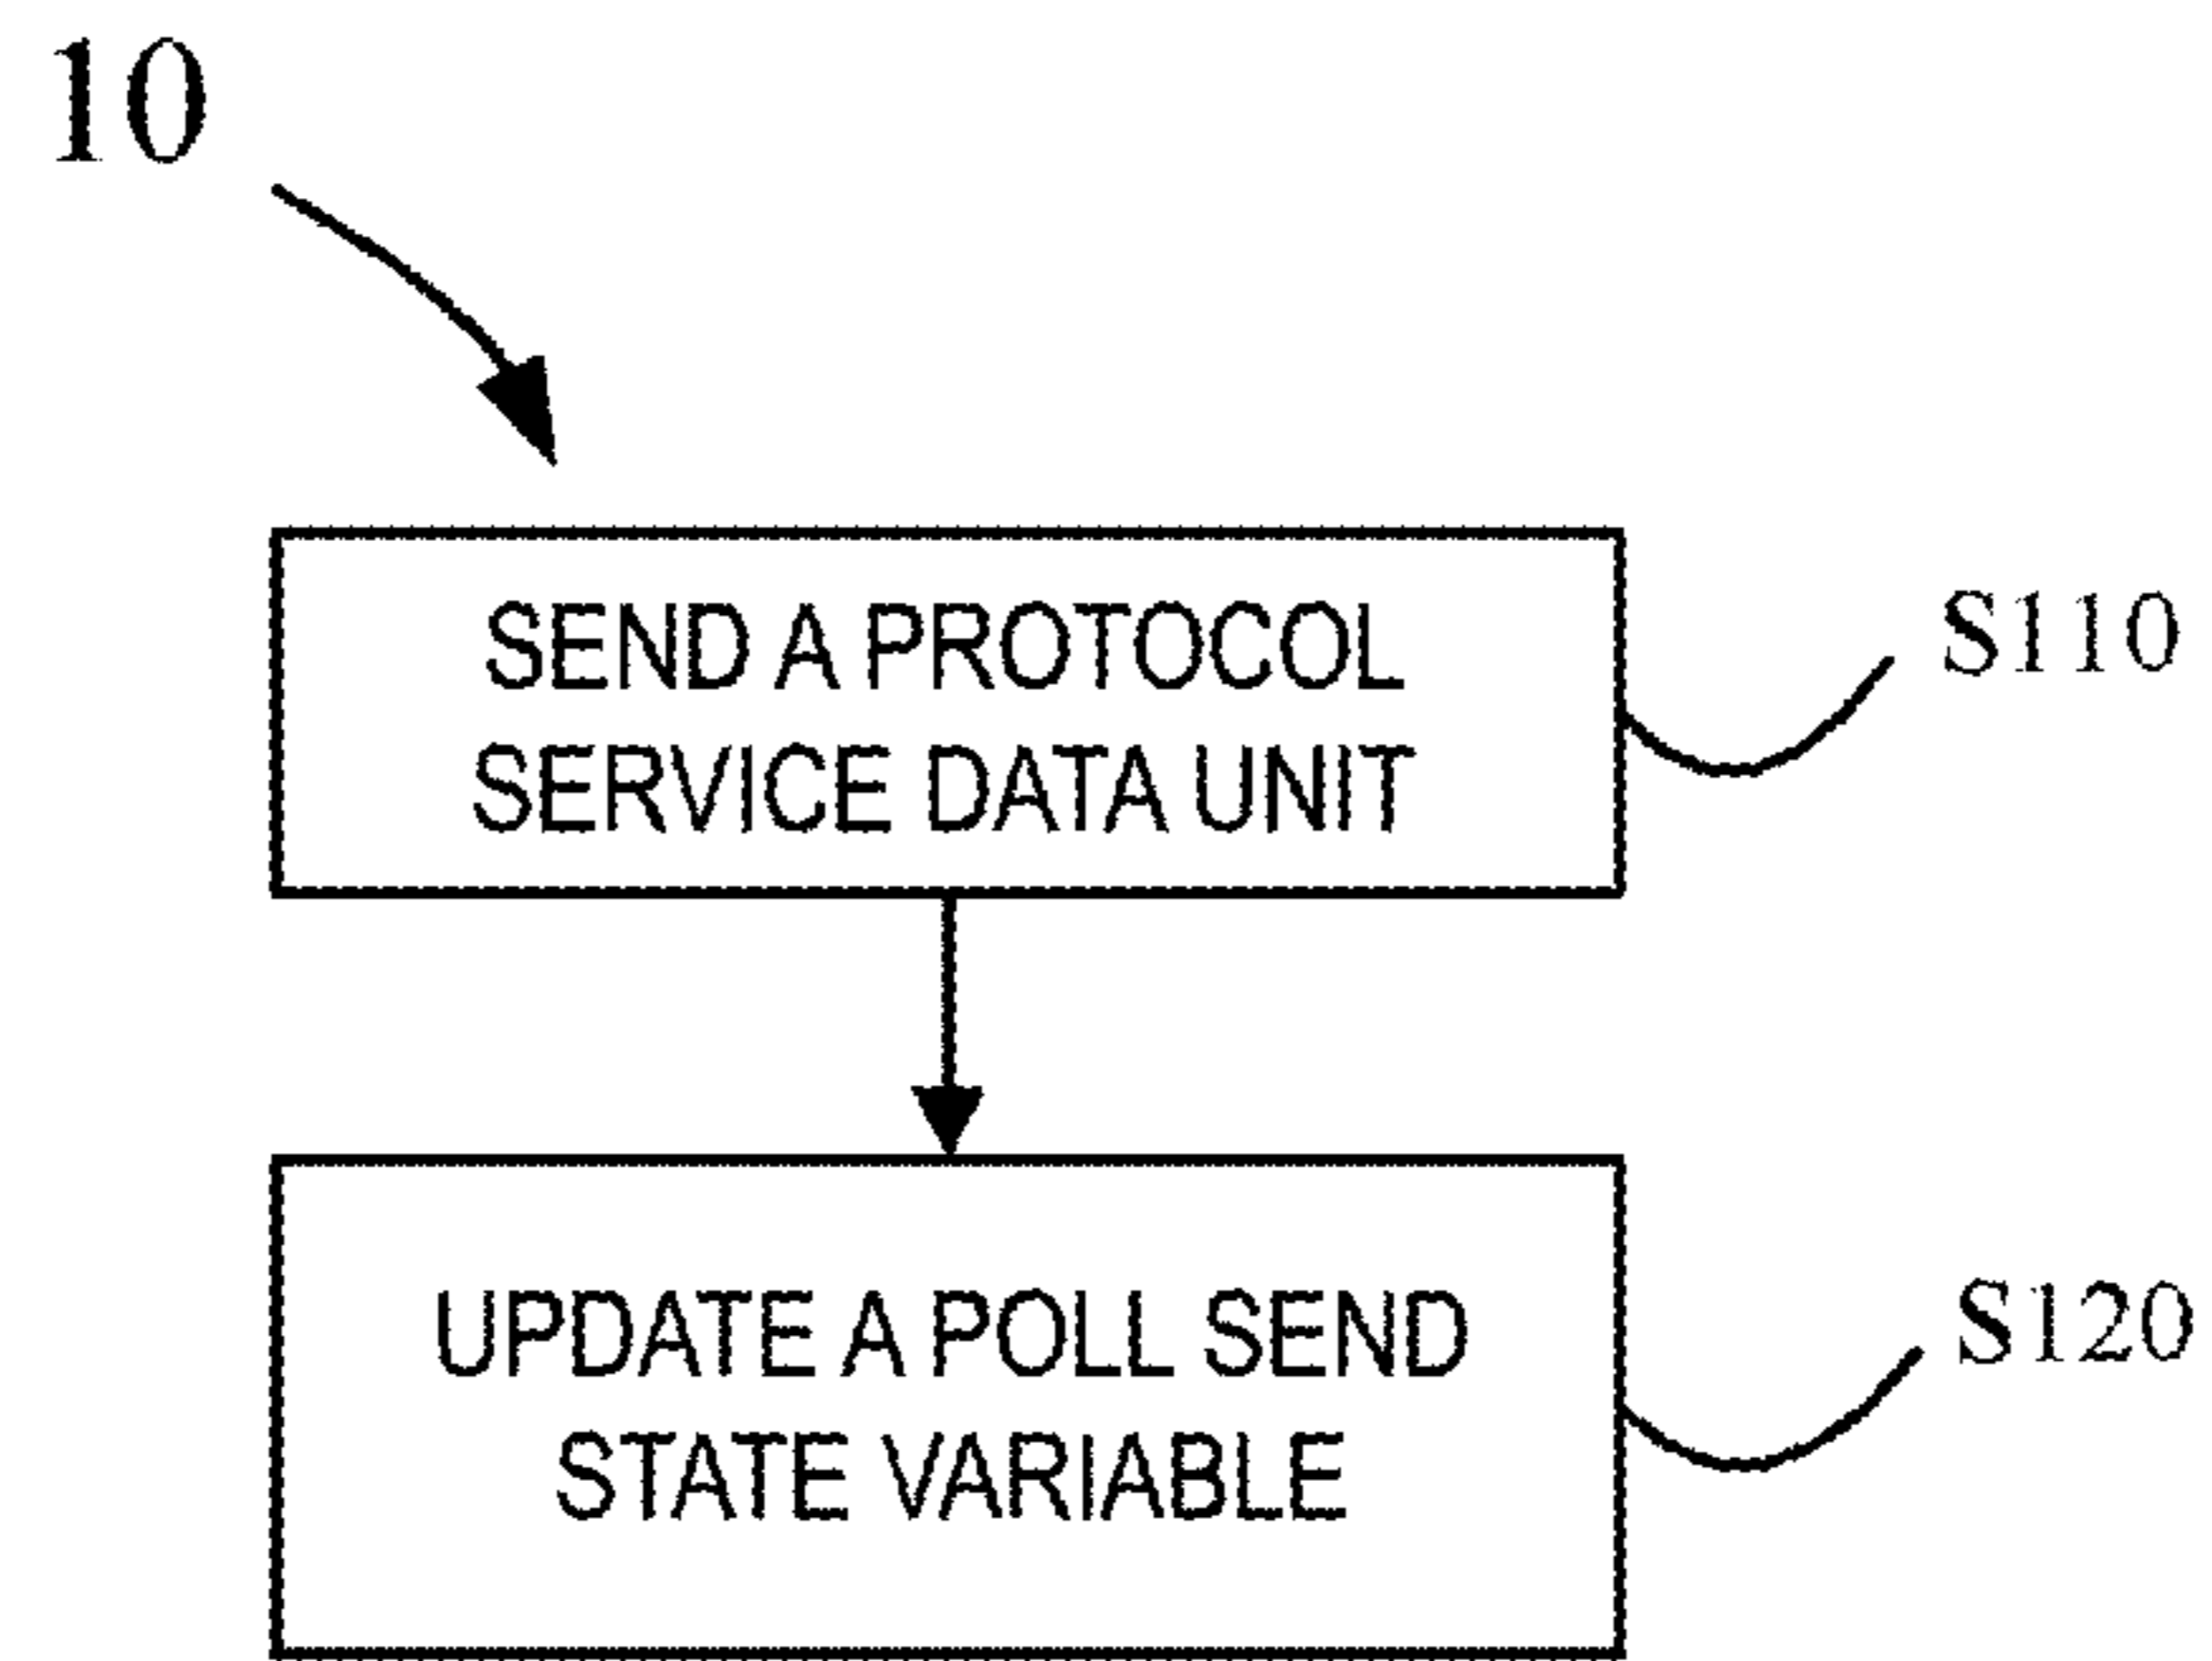 10
SEND A PROTOCOL
SERVICE DATA UNIT
S110
UPDATE A POLL SEND
STATE VARIABLE
S120